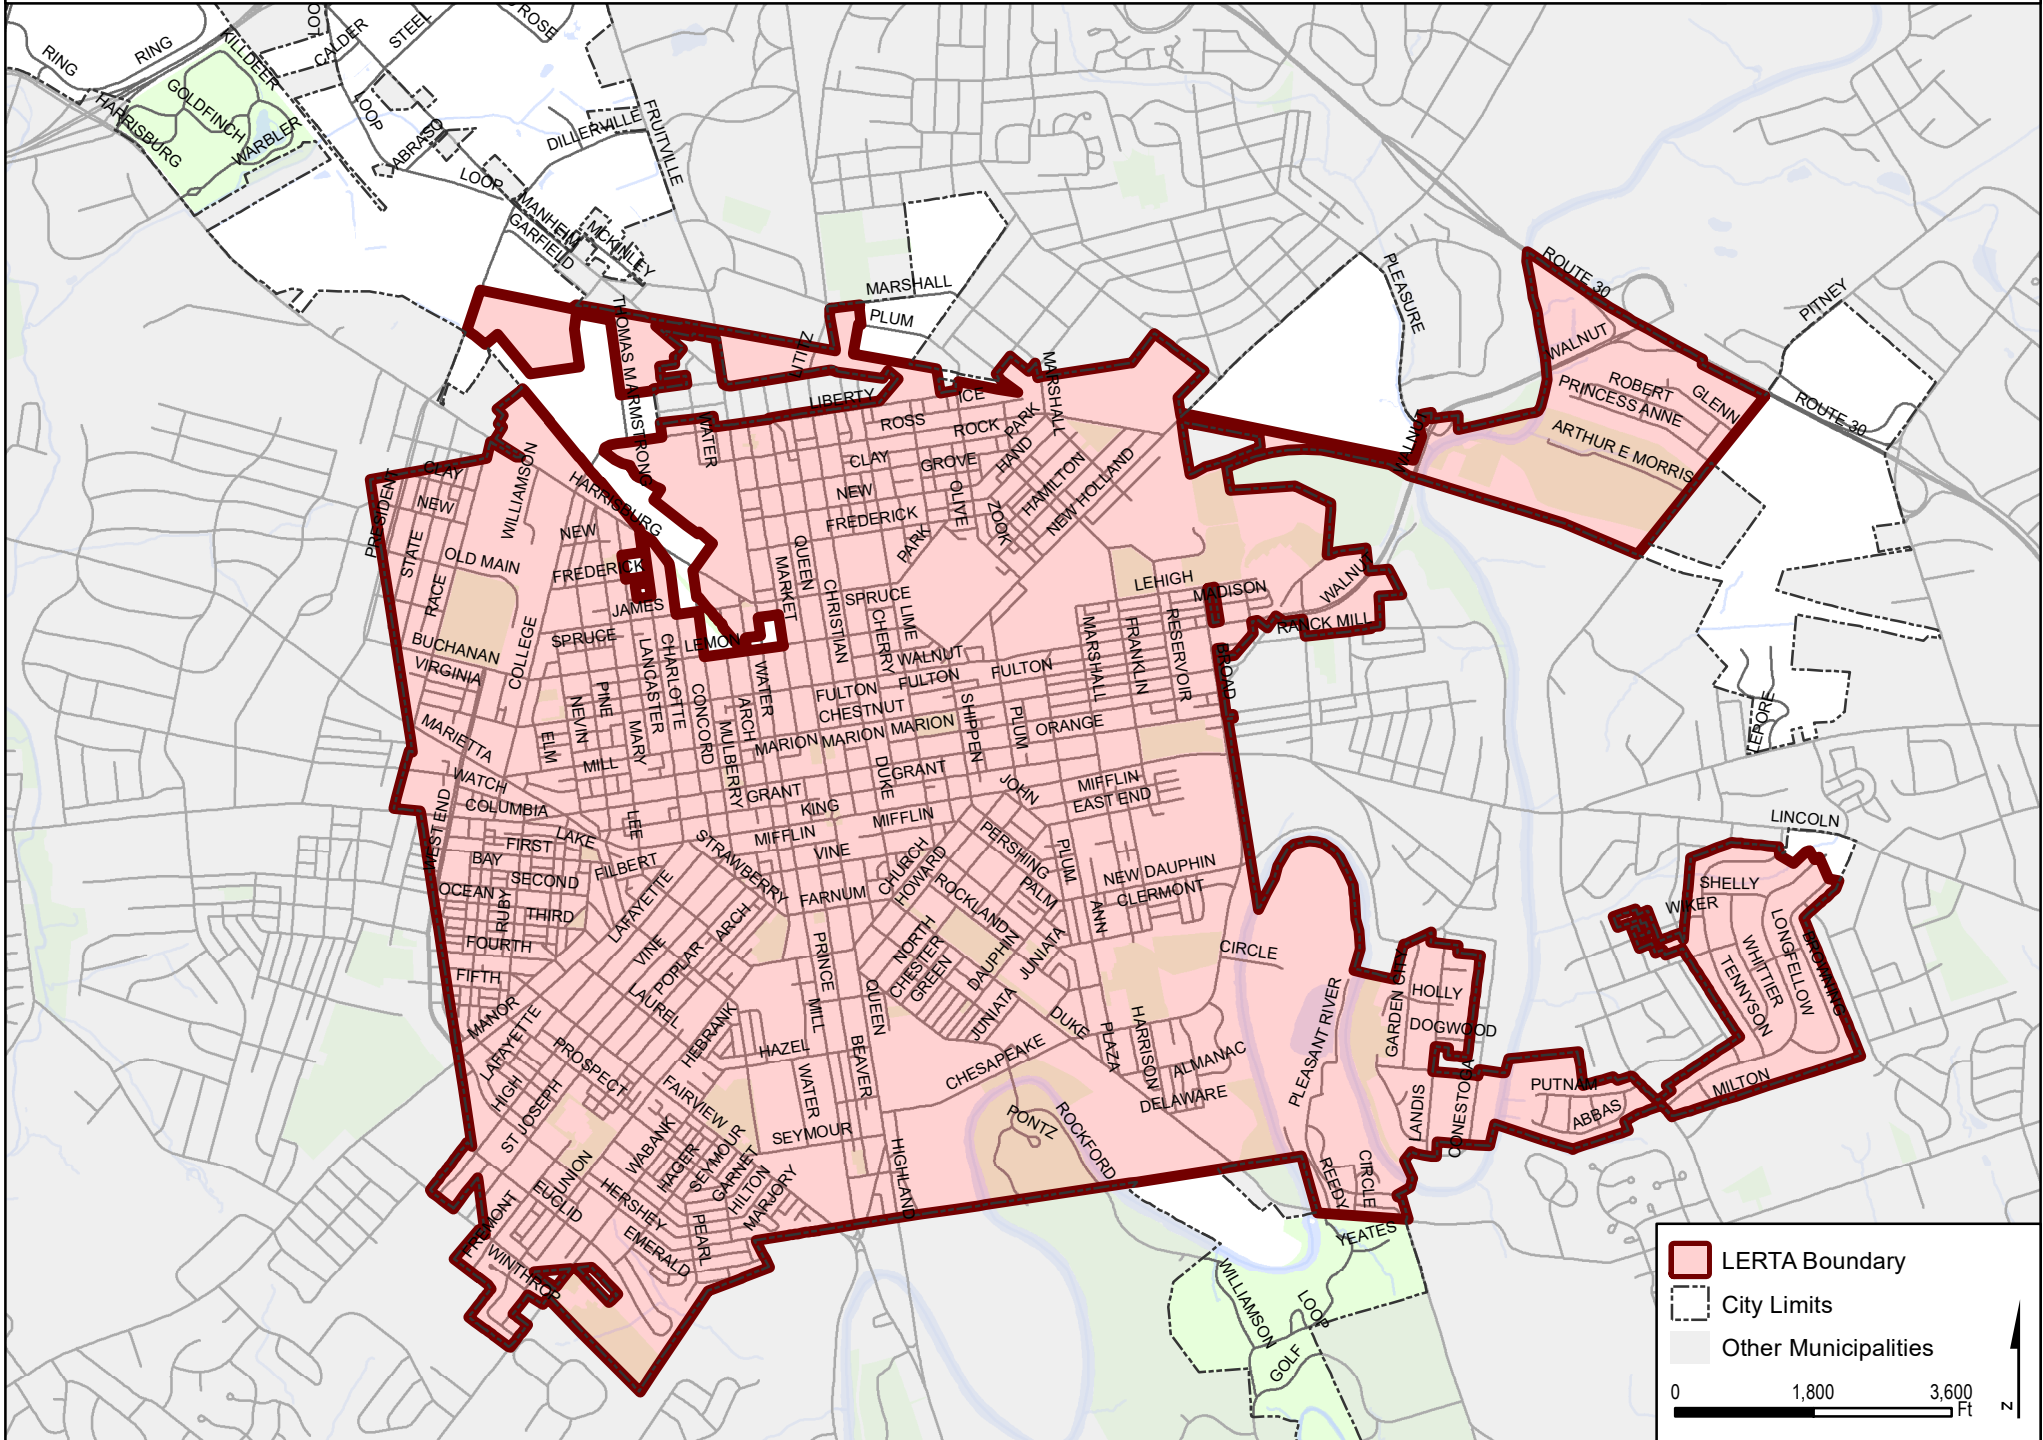 RING
RING
KILLDEER
LOOP
CALDER
STEEL
ROSE
GOLDFINCH
HARRISBURG
WARBLER
LOOP
ABRASO
DILLERVILLE
FRUITVILLE
LOOP
MANHEIM
GARFIELD
MCKINLEY
MARSHALL
PLUM
PLEASURE
ROUTE 30
PITNEY
THOMAS M ARMSTRONG
LITITZ
WALNUT
ROBERT
PRINCESS ANNE
GLENN
ROUTE 30
ARTHUR E MORRIS
LIBERTY
ICE
MARSHALL
ROSS
ROCK
PARK
HAND
WATER
WALNUT
CLAY
GROVE
HAMILTON
NEW HOLLAND
CLAY
NEW
WILLIAMSON
PRESIDENT
HARRISBURG
NEW
OLIVE
ZOOK
FREDERICK
PARK
NEW
STATE
OLD MAIN
FREDERICK
QUEEN
MARKET
RACE
JAMES
CHRISTIAN
SPRUCE
LIME
CHERRY
LEHIGH
MADISON
WALNUT
RANCK MILL
RESERVOIR
MARSHALL
FRANKLIN
BROAD
BUCHANAN
VIRGINIA
COLLEGE
SPRUCE
LANCASTER
CHARLOTTE
LEMON
WALNUT
FULTON
FULTON
FULTON
WATER
PINE
NEVIN
CONCORD
ARCH
CHESTNUT
SHIPPEN
PLUM
ORANGE
LEPORE
MARIETTA
ELM
MARY
MULBERRY
MARION
MARION
MARION
MILL
WATCH
GRANT
DUKE
GRANT
JOHN
MIFFLIN
EAST END
COLUMBIA
WEST END
LEE
KING
MIFFLIN
MIFFLIN
LINCOLN
LAKE
FIRST
BAY
STRAWBERRY
VINE
PERSHING
PLUM
SECOND
FILBERT
CHURCH
HOWARD
NEW DAUPHIN
CLERMONT
SHELLY
WIKER
OCEAN
RUBY
THIRD
LAFAYETTE
FARNUM
ROCKLAND
PALM
ANN
ARCH
FOURTH
VINE
POPLAR
PRINCE
NORTH
CHESTER
GREEN
DAUPHIN
JUNIATA
CIRCLE
LONGFELLOW
BROWNING
WHITTIER
TENNYSON
FIFTH
LAUREL
MILL
QUEEN
JUNIATA
DUKE
GARDEN CITY
HOLLY
DOGWOOD
MANOR
LAFAYETTE
HEBRANK
PLEASANT RIVER
PROSPECT
HAZEL
BEAVER
CHESAPEAKE
PLAZA
HARRISON
ALMANAC
DELAWARE
HIGH
ST JOSEPH
FAIRVIEW
WATER
LANDIS
CONESTOGA
PUTNAM
ABBAS
MILTON
SEYMOUR
PONTZ
ROCKFORD
WABANK
HAGER
SEYMOUR
GARNET
HILTON
MARJORY
HIGHLAND
UNION
EUCLID
HERSHEY
REEDY
CIRCLE
FREMONT
EMERALD
PEARL
YEATES
WINTHROP
WILLIAMSON
LOOP
GOLF
LERTA Boundary
City Limits
Other Municipalities
0 1,800 3,600
Ft
N